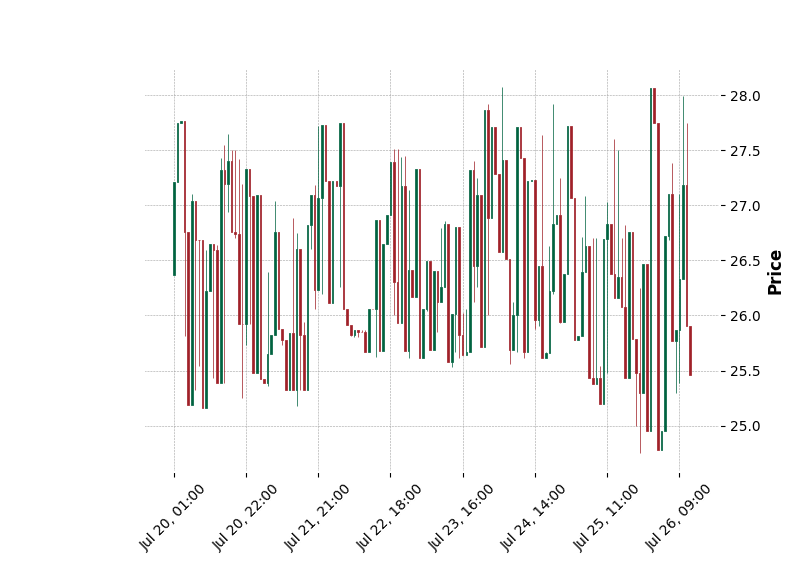 28.0
27.5
27.0
26.5
26.0
25.5
25.0
Price
Jul 20, 01:00
Jul 20, 22:00
Jul 21, 21:00
Jul 22, 18:00
Jul 23, 16:00
Jul 24, 14:00
Jul 25, 11:00
Jul 26, 09:00